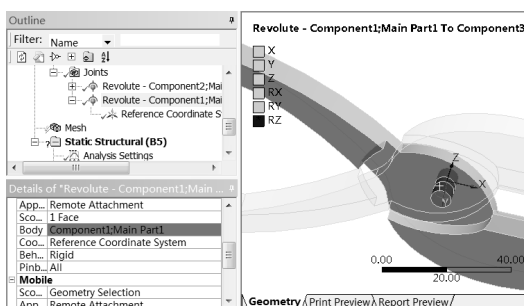 Outline
Filter: Name
Joints
Revolute - Component2;Mai
Revolute - Component1;Mai
Reference Coordinate S
Mesh
Static Structural (B5)
Analysis Settings
Details of "Revolute - Component1;Main ...
App... Remote Attachment
Sco... 1 Face
Body Component1;Main Part1
Coo... Reference Coordinate System
Beh... Rigid
Pinb... All
Mobile
Sco... Geometry Selection
App... Remote Attachment
Revolute - Component1;Main Part1 To Component3
X
Y
Z
RX
RY
RZ
Z
X
Y
0.00 40.00
20.00
Geometry Print Preview Report Preview